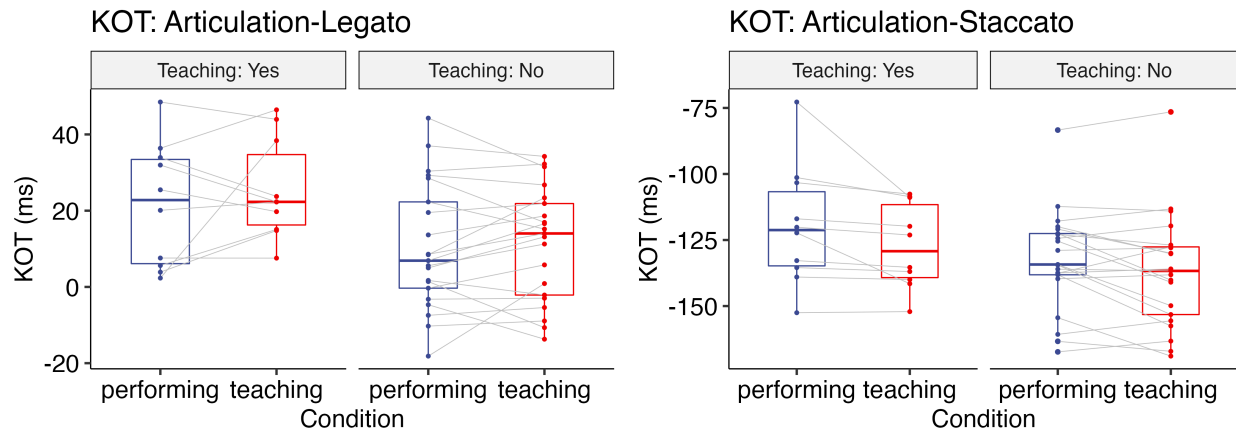 KOT: Articulation-Legato
Teaching: Yes
Teaching: No
KOT (ms)
40
20
0
-20
performing teaching
performing teaching
Condition
KOT: Articulation-Staccato
Teaching: Yes
Teaching: No
KOT (ms)
-75
-100
-125
-150
performing teaching
performing teaching
Condition